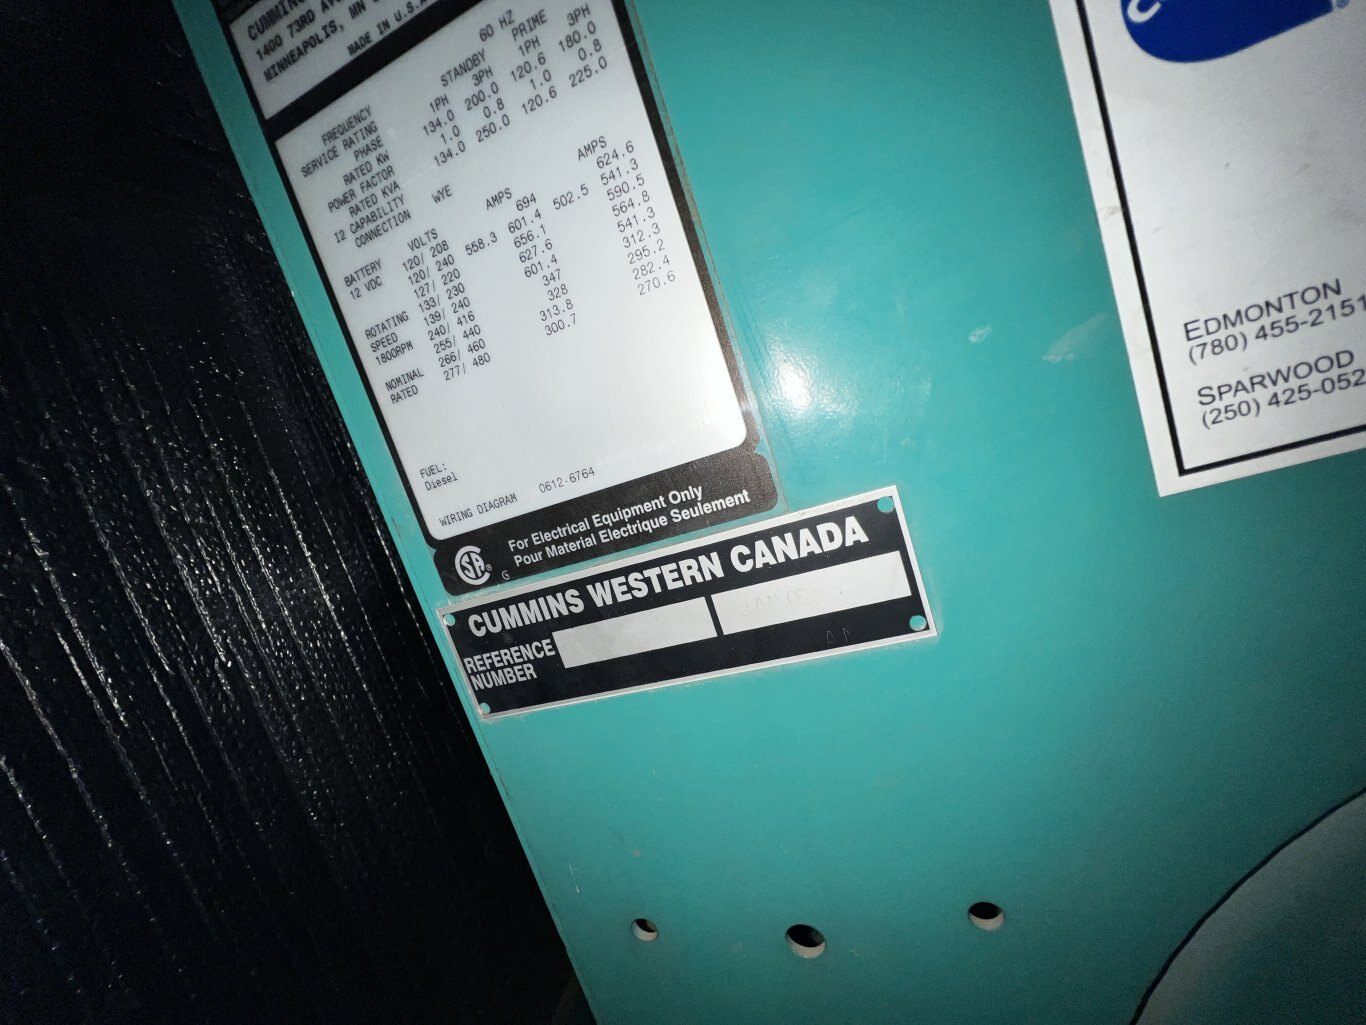 CUMMINS
1400 73RD AV
MINNEAPOLIS, MN
MADE IN U.S.A
FREQUENCY 60 HZ
SERVICE RATING STANDBY PRIME
PHASE 1PH 3PH 1PH 3PH
RATED KW 134.0 200.0 120.6 180.0
POWER FACTOR 1.0 0.8 1.0 0.8
RATED KVA 134.0 250.0 120.6 225.0
I2 CAPABILITY
CONNECTION WYE
BATTERY VOLTS AMPS AMPS
12 VDC 120/ 208 694 624.6
120/ 240 558.3 601.4 502.5 541.3
127/ 220 656.1 590.5
ROTATING 133/ 230 627.6 564.8
SPEED 139/ 240 601.4 541.3
1800RPM 240/ 416 347 312.3
255/ 440 328 295.2
NOMINAL 266/ 460 313.8 282.4
RATED 277/ 480 300.7 270.6
FUEL:
Diesel
WIRING DIAGRAM 0612-6764
For Electrical Equipment Only
Pour Material Electrique Seulement
CUMMINS WESTERN CANADA
REFERENCE
NUMBER
EDMONTON
(780) 455-2151
SPARWOOD
(250) 425-052